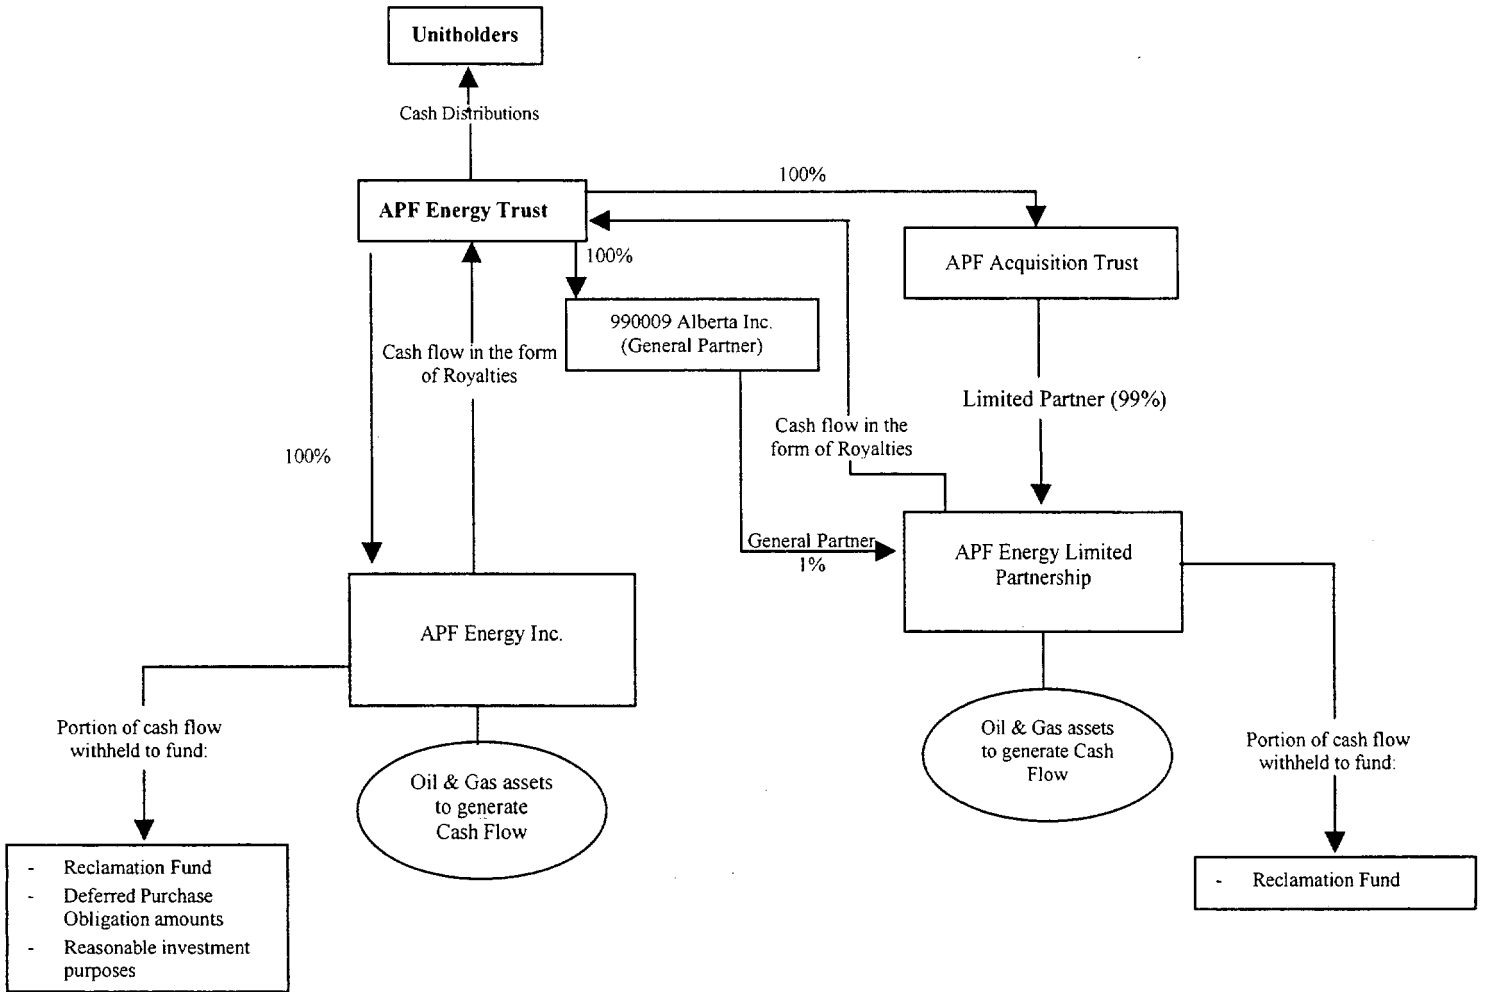 Unitholders
Cash Distributions
100%
APF Energy Trust
100%
APF Acquisition Trust
990009 Alberta Inc.
(General Partner)
Cash flow in the form
of Royalties
Limited Partner (99%)
Cash flow in the
form of Royalties
100%
General Partner
1%
APF Energy Limited
Partnership
APF Energy Inc.
Portion of cash flow
withheld to fund:
Oil & Gas assets
to generate Cash
Flow
Portion of cash flow
withheld to fund:
Oil & Gas assets
to generate
Cash Flow
- Reclamation Fund
- Deferred Purchase
Obligation amounts
- Reasonable investment
purposes
- Reclamation Fund